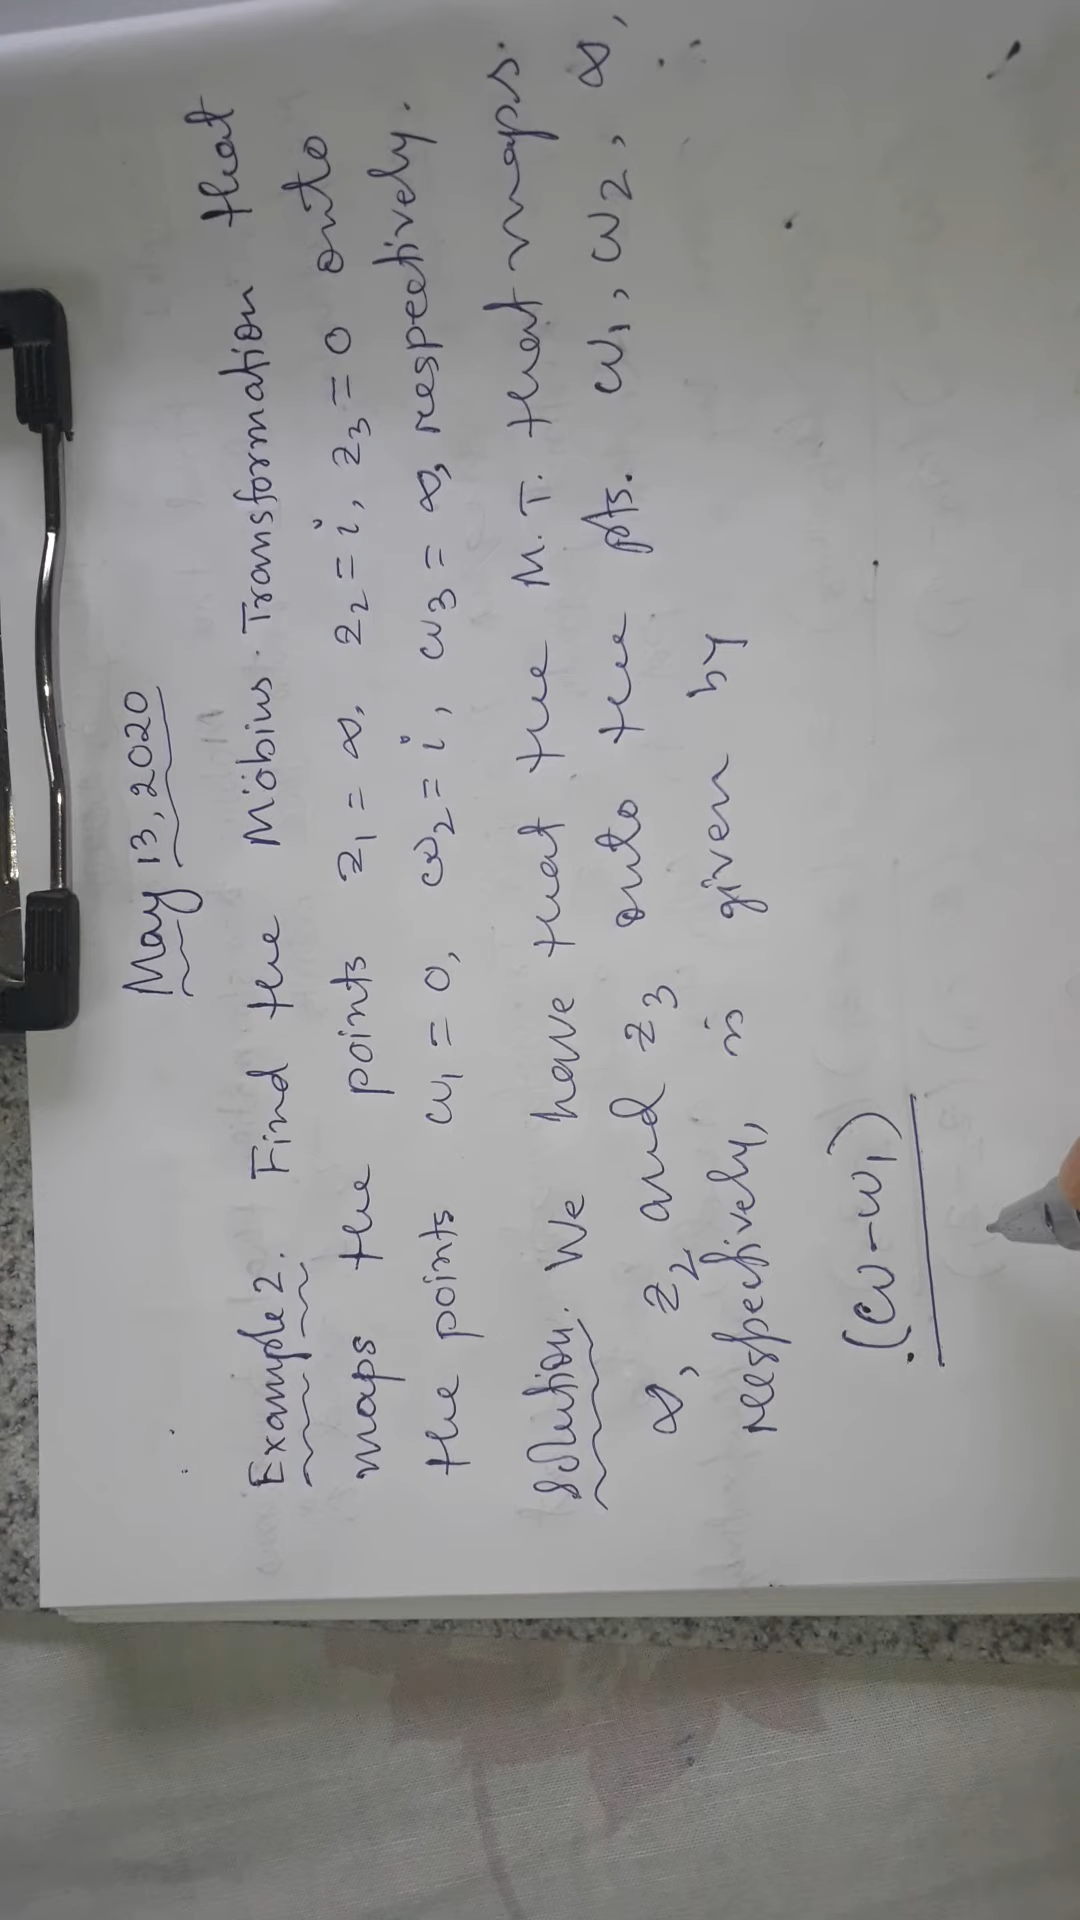 May 13, 2020
Example 2. Find the Möbius Transformation that
maps the points z₁ = ∞, z₂ = i, z₃ = 0 onto
the points w₁ = 0, w₂ = i, w₃ = ∞, respectively.
Solution. We have that the M.T. that maps
∞, z₂ and z₃ onto the pts. w₁, w₂, ∞,
respectively, is given by
(w-w₁)